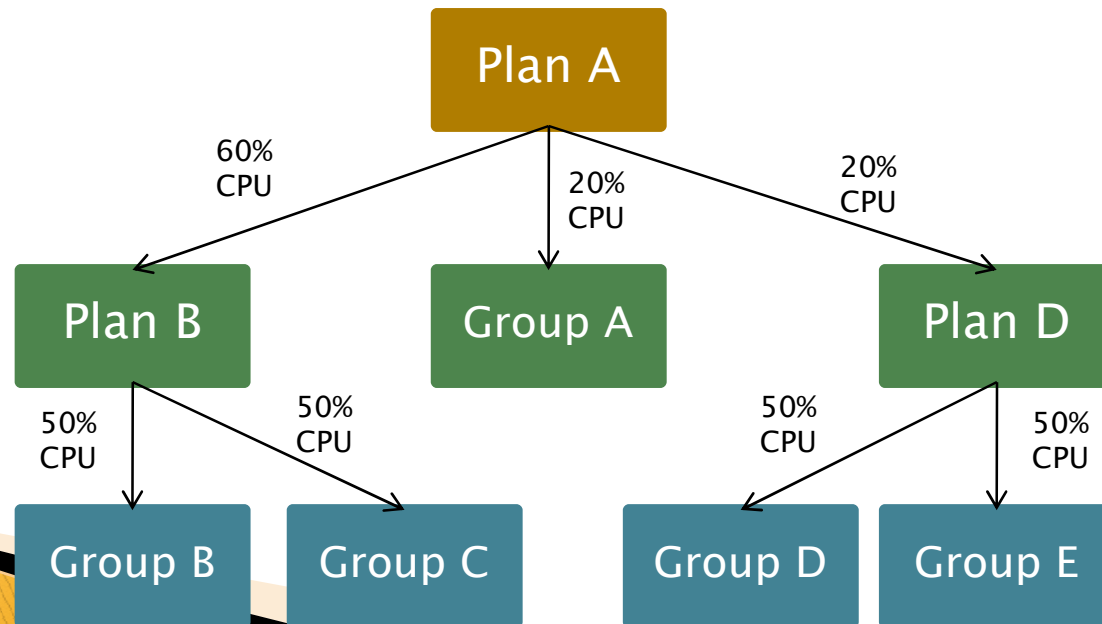 Plan A
60%
CPU
20%
CPU
20%
CPU
Plan B
Group A
Plan D
50%
CPU
50%
CPU
50%
CPU
50%
CPU
Group B
Group C
Group D
Group E